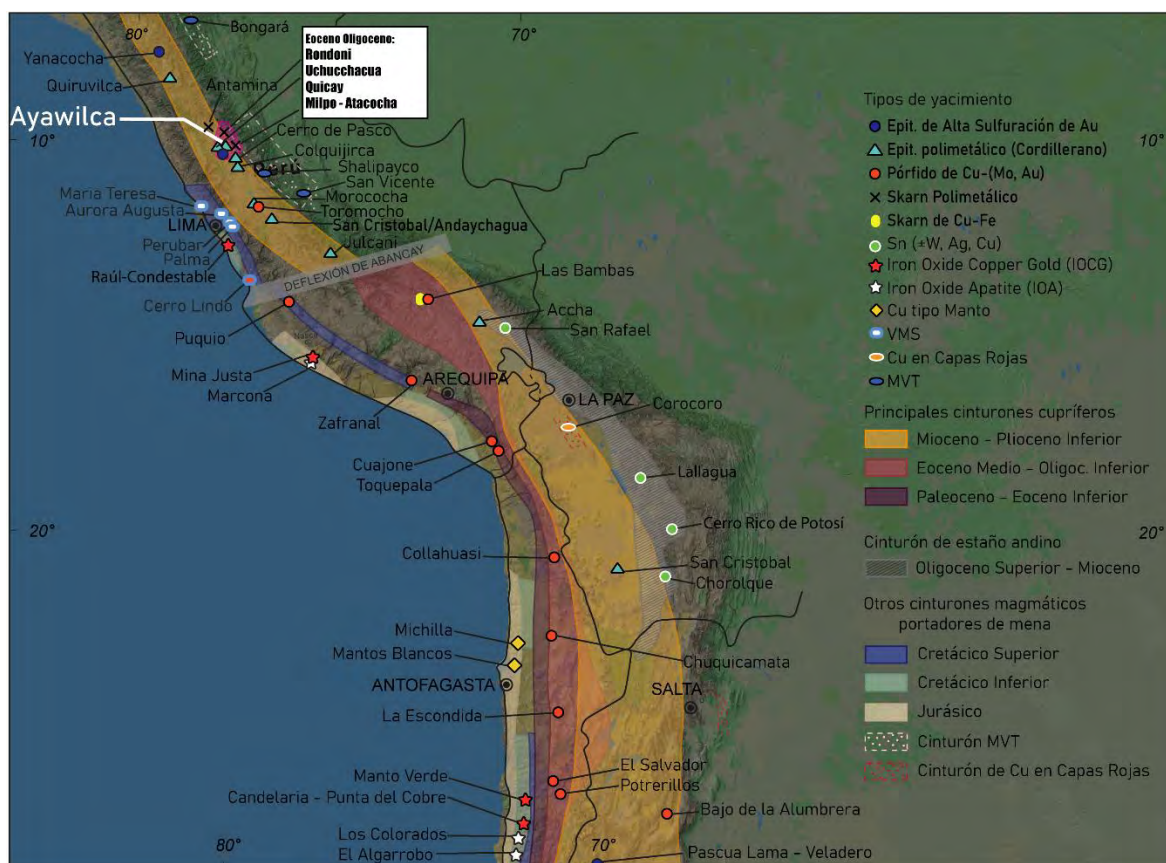 80°
Bongará
70°
Eoceno Oligoceno:
Rondoni
Uchucchacua
Quicay
Milpo - Atacocha
Yanacocha
Quiruvilca
Antamina
Ayawilca
10°
10°
Cerro de Pasco
Colquijirca
Perú
Shalipayco
San Vicente
Morococha
Toromocho
San Cristobal/Andaychagua
Maria Teresa
Aurora Augusta
LIMA
Perubar
Palma
Julcani
Raúl-Condestable
DEFLEXIÓN DE ABANCAY
Cerro Lindo
Las Bambas
Puquio
Accha
San Rafael
Mina Justa
Marcona
AREQUIPA
LA PAZ
Zafranal
Corocoro
Cuajone
Toquepala
Lallagua
20°
20°
Cerro Rico de Potosí
Collahuasi
San Cristobal
Chorolque
Michilla
Mantos Blancos
Chuquicamata
ANTOFAGASTA
SALTA
La Escondida
El Salvador
Manto Verde
Potrerillos
Candelaria - Punta del Cobre
Bajo de la Alumbrera
Los Colorados
El Algarrobo
80°
70°
Pascua Lama - Veladero
Tipos de yacimiento
Epit. de Alta Sulfuración de Au
Epit. polimetálico (Cordillerano)
Pórfido de Cu-(Mo, Au)
Skarn Polimetálico
Skarn de Cu-Fe
Sn (±W, Ag, Cu)
Iron Oxide Copper Gold (IOCG)
Iron Oxide Apatite (IOA)
Cu tipo Manto
VMS
Cu en Capas Rojas
MVT
Principales cinturones cupríferos
Mioceno - Plioceno Inferior
Eoceno Medio - Oligoc. Inferior
Paleoceno - Eoceno Inferior
Cinturón de estaño andino
Oligoceno Superior - Mioceno
Otros cinturones magmáticos
portadores de mena
Cretácico Superior
Cretácico Inferior
Jurásico
Cinturón MVT
Cinturón de Cu en Capas Rojas